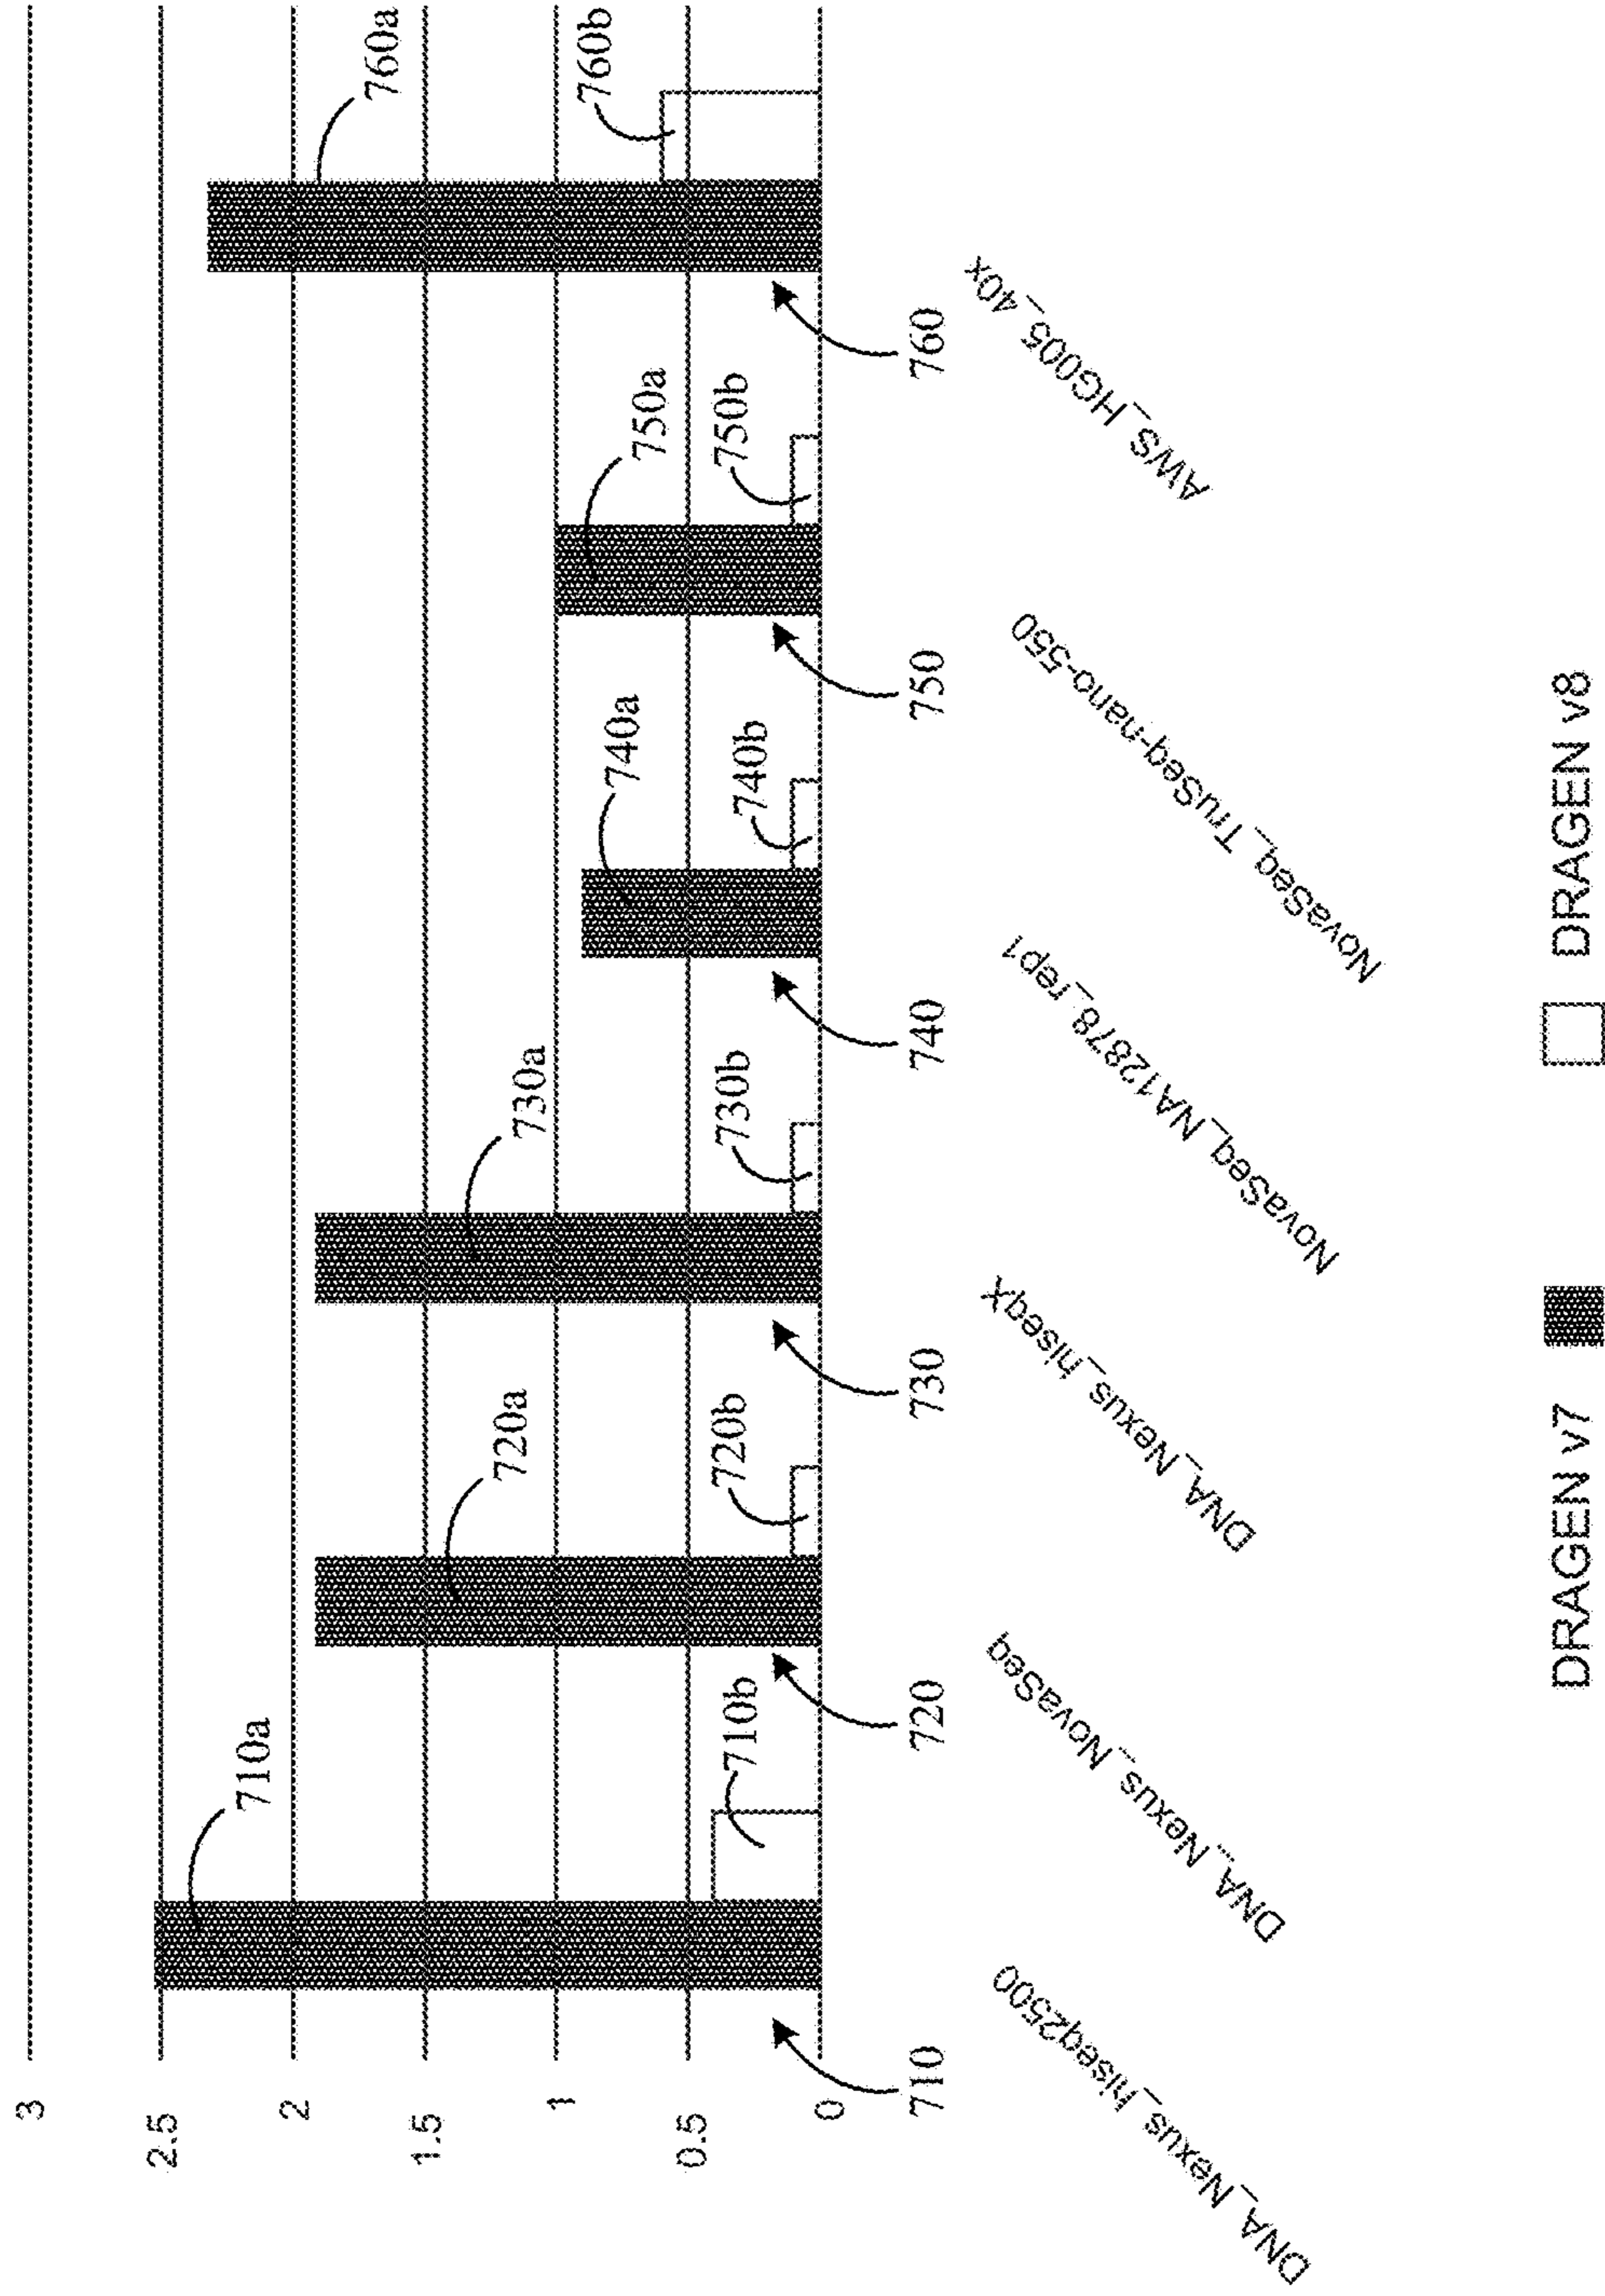 3
2.5
2
1.5
1
0.5
0
710a
710b
720a
720b
730a
730b
740a
740b
750a
750b
760a
760b
710
720
730
740
750
760
DNA_Nexus_hiseq2500
DNA_Nexus_NovaSeq
DNA_Nexus_hiseqX
NovaSeq_NA12878_rep1
NovaSeq_TruSeq-nano-550
AWS_HG005_40x
DRAGEN v7
DRAGEN v8